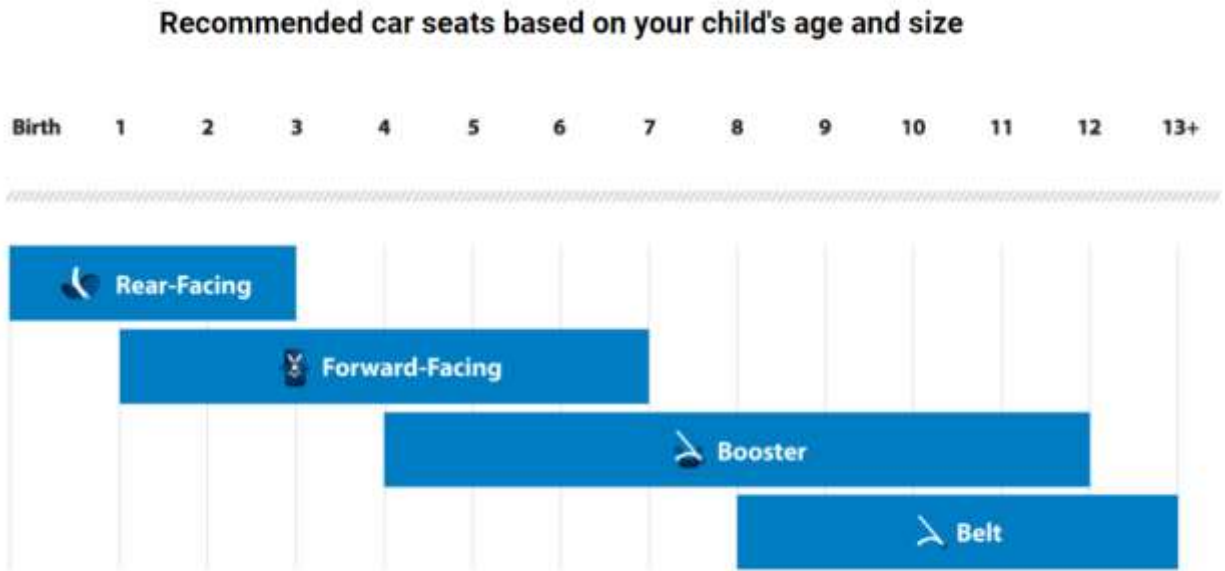 Recommended car seats based on your child's age and size
Birth 1 2 3 4 5 6 7 8 9 10 11 12 13+
Rear-Facing
Forward-Facing
Booster
Belt